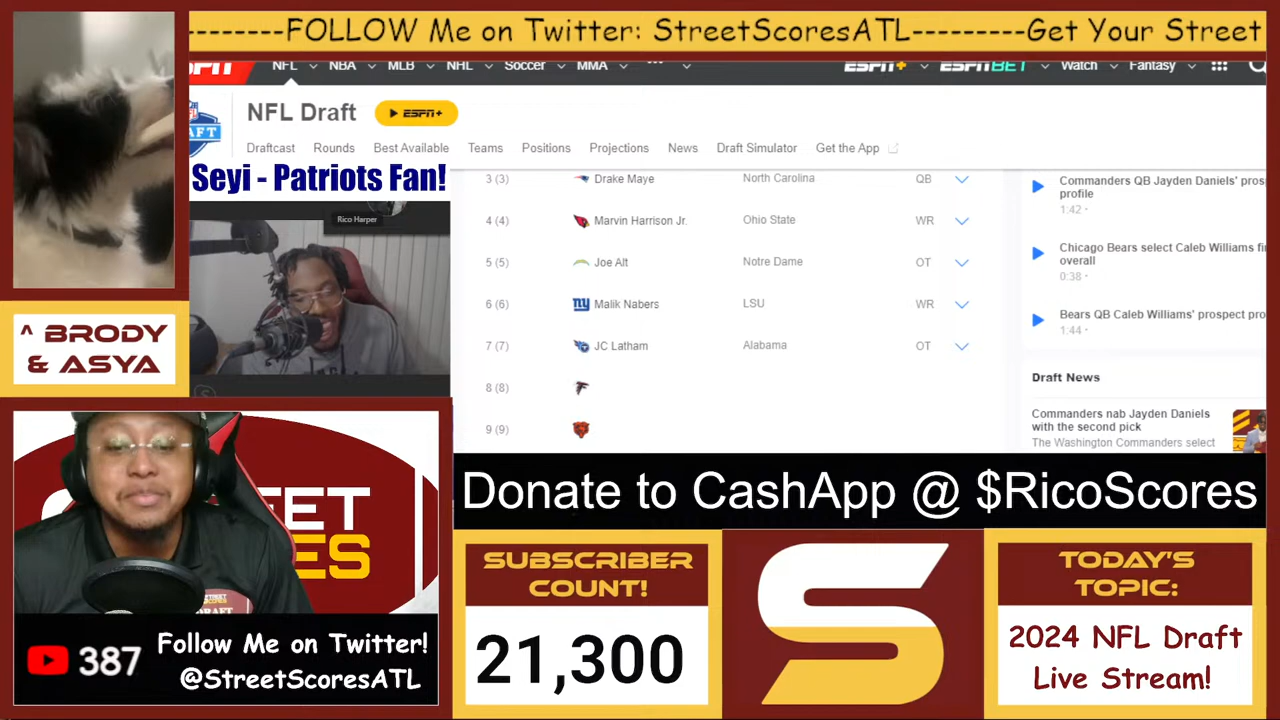 --------FOLLOW Me on Twitter: StreetScoresATL--------Get Your Street
NFL NBA MLB NHL Soccer MMA ... ESPN+ ESPN BET Watch Fantasy
NFL Draft ESPN+
Draftcast Rounds Best Available Teams Positions Projections News Draft Simulator Get the App
Seyi - Patriots Fan!
Rico Harper
3 (3) Drake Maye North Carolina QB
4 (4) Marvin Harrison Jr. Ohio State WR
5 (5) Joe Alt Notre Dame OT
6 (6) Malik Nabers LSU WR
7 (7) JC Latham Alabama OT
8 (8)
9 (9)
Commanders QB Jayden Daniels' pros
profile
1:42 ·
Chicago Bears select Caleb Williams fi
overall
0:38 ·
Bears QB Caleb Williams' prospect pro
1:44 ·
Draft News
Commanders nab Jayden Daniels
with the second pick
The Washington Commanders select
^ BRODY
& ASYA
Donate to CashApp @ $RicoScores
387
Follow Me on Twitter!
@StreetScoresATL
SUBSCRIBER
COUNT!
21,300
S
TODAY'S
TOPIC:
2024 NFL Draft
Live Stream!